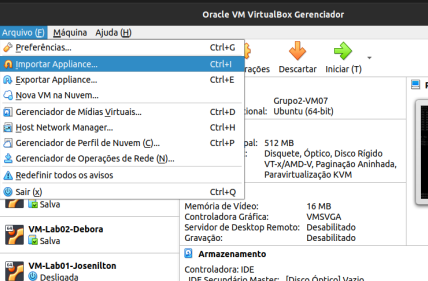 Oracle VM VirtualBox Gerenciador
Arquivo (F) Máquina Ajuda (H)
Preferências... Ctrl+G
Importar Appliance... Ctrl+I
Exportar Appliance... Ctrl+E
Nova VM na Nuvem...
Gerenciador de Mídias Virtuais... Ctrl+D
Host Network Manager... Ctrl+H
Gerenciador de Perfil de Nuvem (C)... Ctrl+P
Gerenciador de Operações de Rede (N)...
Redefinir todos os avisos
Sair (x) Ctrl+Q
rações Descartar Iniciar (T)
Grupo2-VM07
ional: Ubuntu (64-bit)
pal: 512 MB
Disquete, Óptico, Disco Rígido
VT-x/AMD-V, Paginação Aninhada,
Paravirtualização KVM
Salva
VM-Lab02-Debora
Salva
VM-Lab01-Josenilton
Desligada
Memória de Vídeo: 16 MB
Controladora Gráfica: VMSVGA
Servidor de Desktop Remoto: Desabilitado
Gravação: Desabilitado
Armazenamento
Controladora: IDE
IDE Secundário Master: [Disco Óptico] Vazio